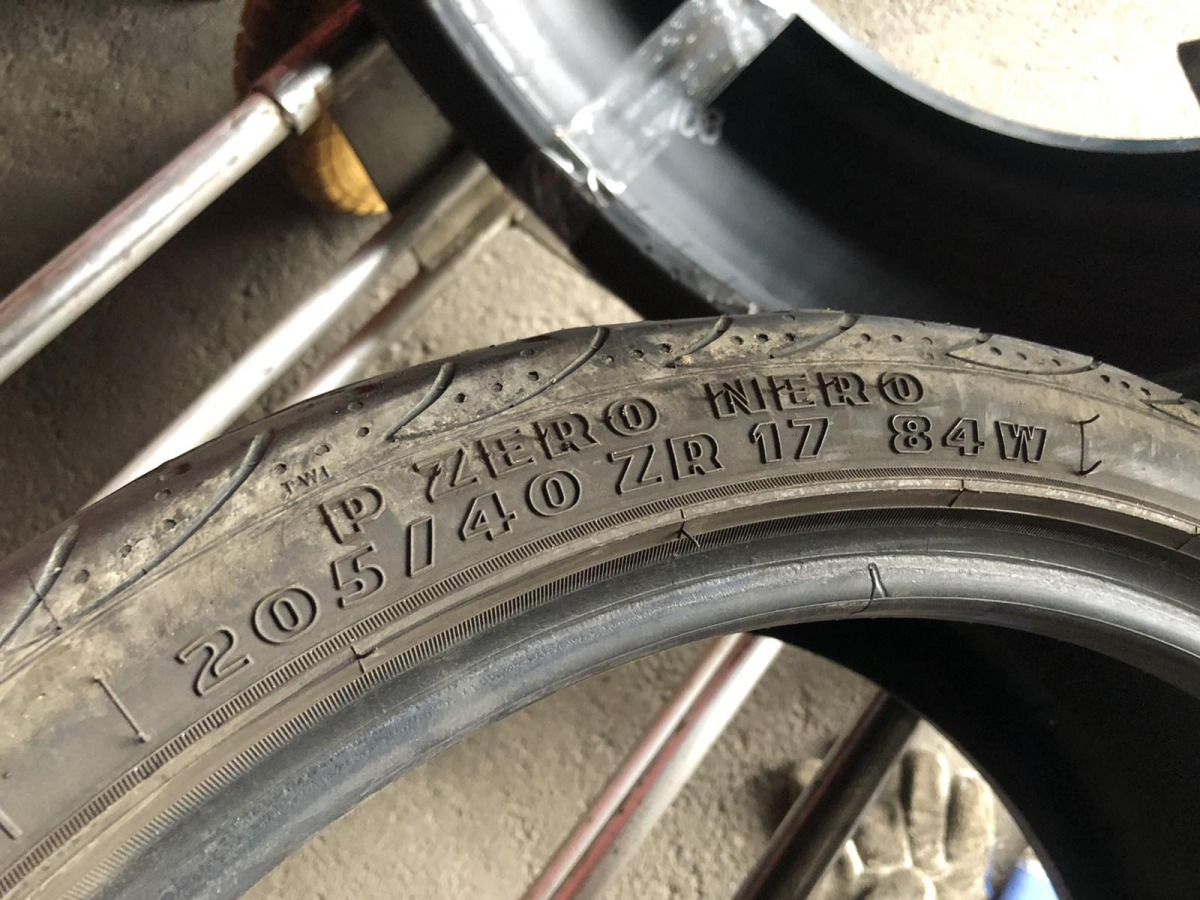 P ZERO NERO
205/40 ZR 17 84W
TWI